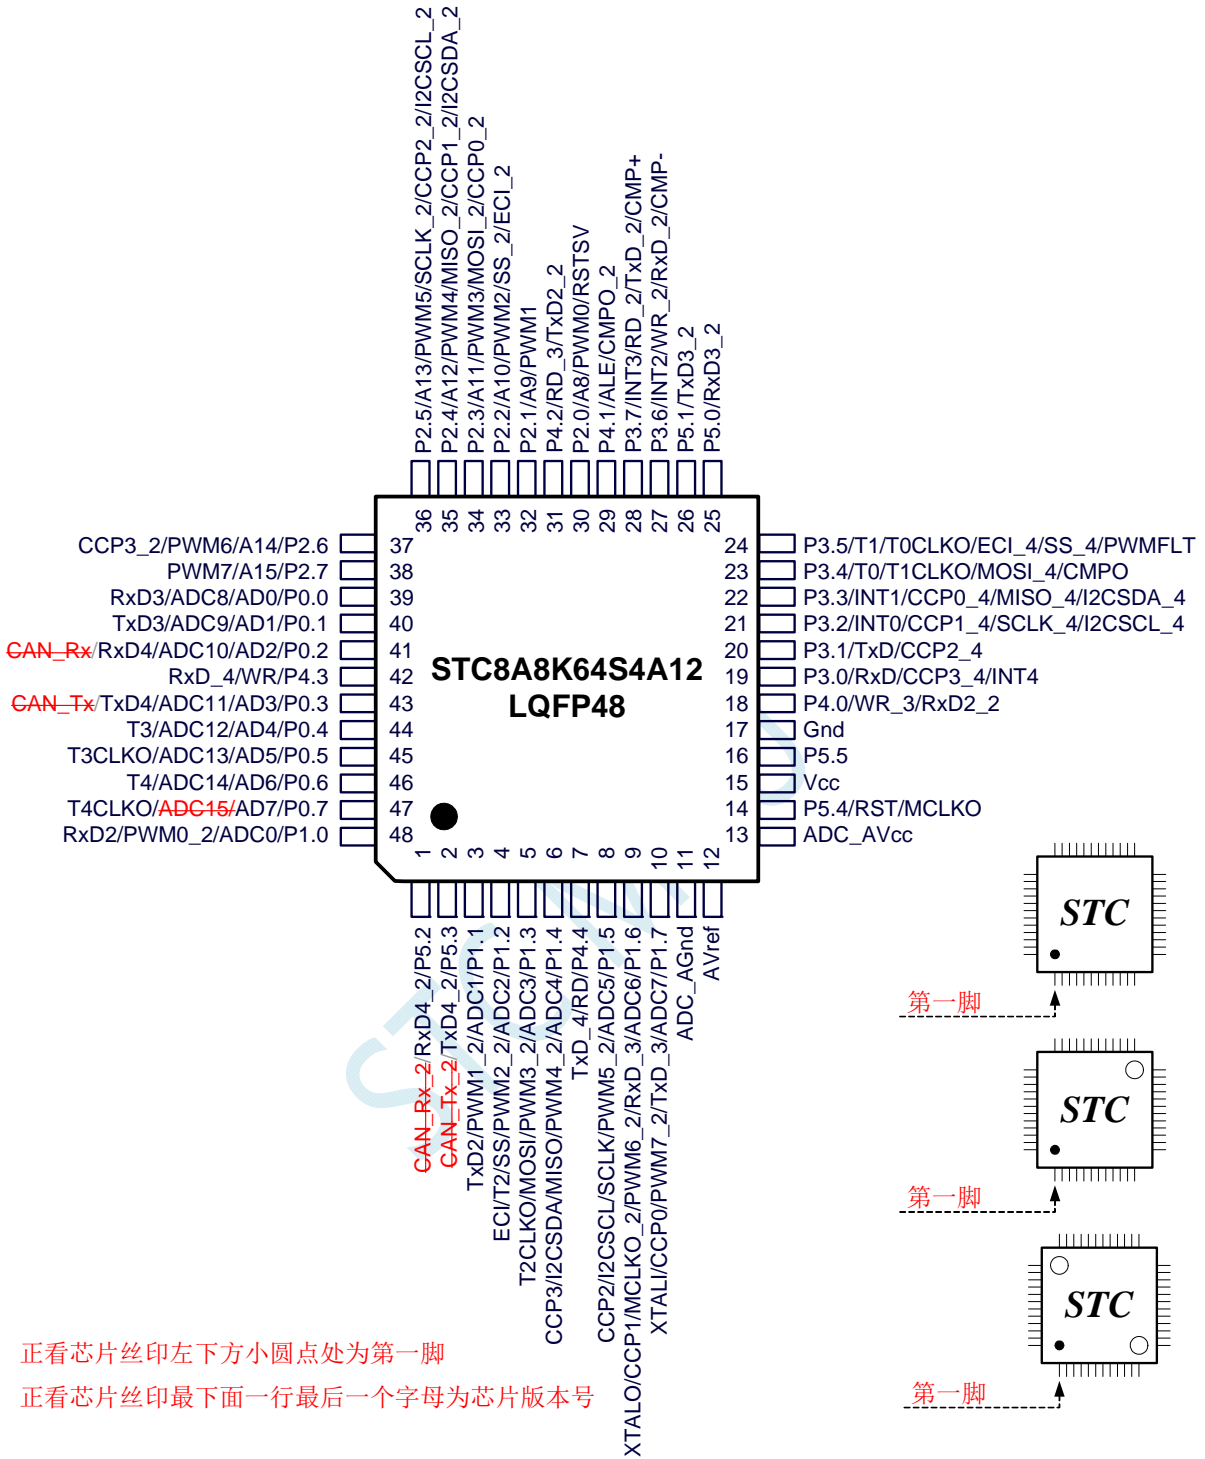 P2.5/A13/PWM5/SCLK_2/CCP2_2/I2CSCL_2
P2.4/A12/PWM4/MISO_2/CCP1_2/I2CSDA_2
P2.3/A11/PWM3/MOSI_2/CCP0_2
P2.2/A10/PWM2/SS_2/ECI_2
P2.1/A9/PWM1
P4.2/RD_3/TxD2_2
P2.0/A8/PWM0/RSTSV
P4.1/ALE/CMPO_2
P3.7/INT3/RD_2/TxD_2/CMP+
P3.6/INT2/WR_2/RxD_2/CMP-
P5.1/TxD3_2
P5.0/RxD3_2
36 35 34 33 32 31 30 29 28 27 26 25
CCP3_2/PWM6/A14/P2.6 37
PWM7/A15/P2.7 38
RxD3/ADC8/AD0/P0.0 39
TxD3/ADC9/AD1/P0.1 40
CAN_Rx/RxD4/ADC10/AD2/P0.2 41
RxD_4/WR/P4.3 42
CAN_Tx/TxD4/ADC11/AD3/P0.3 43
T3/ADC12/AD4/P0.4 44
T3CLKO/ADC13/AD5/P0.5 45
T4/ADC14/AD6/P0.6 46
T4CLKO/ADC15/AD7/P0.7 47
RxD2/PWM0_2/ADC0/P1.0 48
STC8A8K64S4A12
LQFP48
24 P3.5/T1/T0CLKO/ECI_4/SS_4/PWMFLT
23 P3.4/T0/T1CLKO/MOSI_4/CMPO
22 P3.3/INT1/CCP0_4/MISO_4/I2CSDA_4
21 P3.2/INT0/CCP1_4/SCLK_4/I2CSCL_4
20 P3.1/TxD/CCP2_4
19 P3.0/RxD/CCP3_4/INT4
18 P4.0/WR_3/RxD2_2
17 Gnd
16 P5.5
15 Vcc
14 P5.4/RST/MCLKO
13 ADC_AVcc
1 2 3 4 5 6 7 8 9 10 11 12
CAN_Rx_2/RxD4_2/P5.2
CAN_Tx_2/TxD4_2/P5.3
TxD2/PWM1_2/ADC1/P1.1
ECI/T2/SS/PWM2_2/ADC2/P1.2
T2CLKO/MOSI/PWM3_2/ADC3/P1.3
CCP3/I2CSDA/MISO/PWM4_2/ADC4/P1.4
TxD_4/RD/P4.4
CCP2/I2CSCL/SCLK/PWM5_2/ADC5/P1.5
XTALO/CCP1/MCLKO_2/PWM6_2/RxD_3/ADC6/P1.6
XTALI/CCP0/PWM7_2/TxD_3/ADC7/P1.7
ADC_AGnd
AVref
STC
第一脚
STC
第一脚
STC
第一脚
正看芯片丝印左下方小圆点处为第一脚
正看芯片丝印最下面一行最后一个字母为芯片版本号